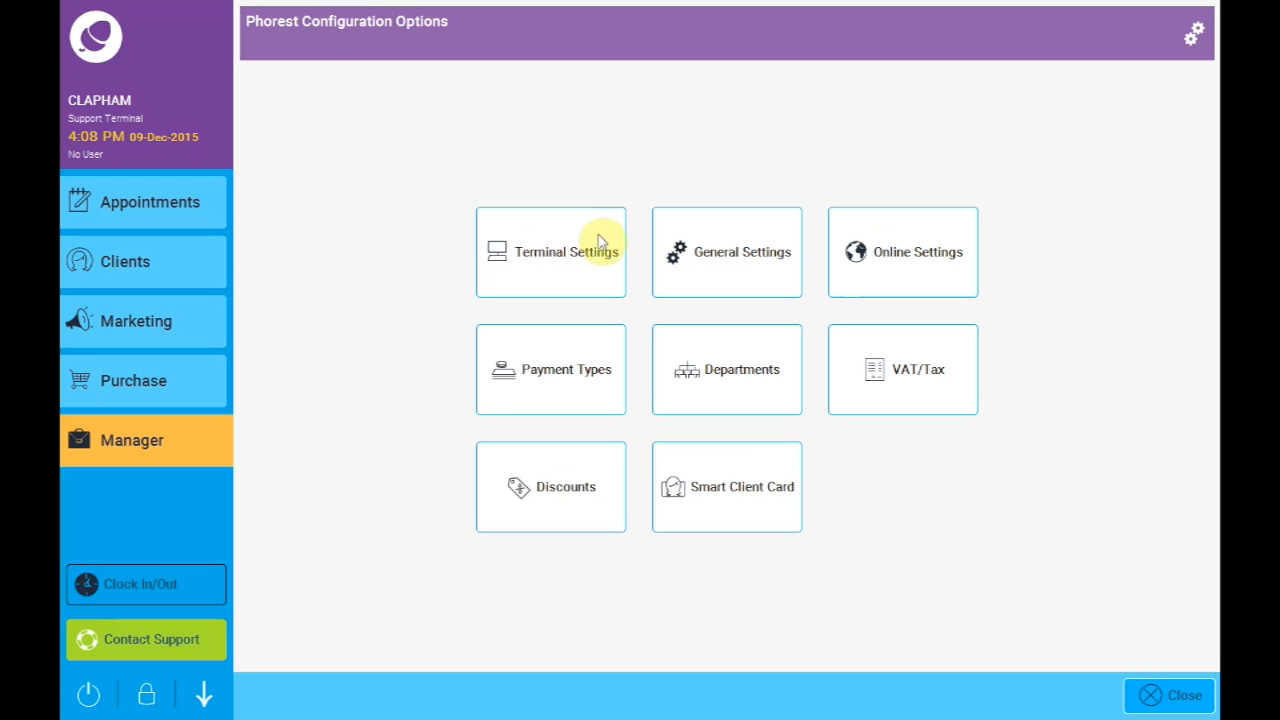 Phorest Configuration Options
CLAPHAM
Support Terminal
4:08 PM 09-Dec-2015
No User
Appointments
Clients
Marketing
Purchase
Manager
Clock In/Out
Contact Support
Terminal Settings
General Settings
Online Settings
Payment Types
Departments
VAT/Tax
Discounts
Smart Client Card
Close